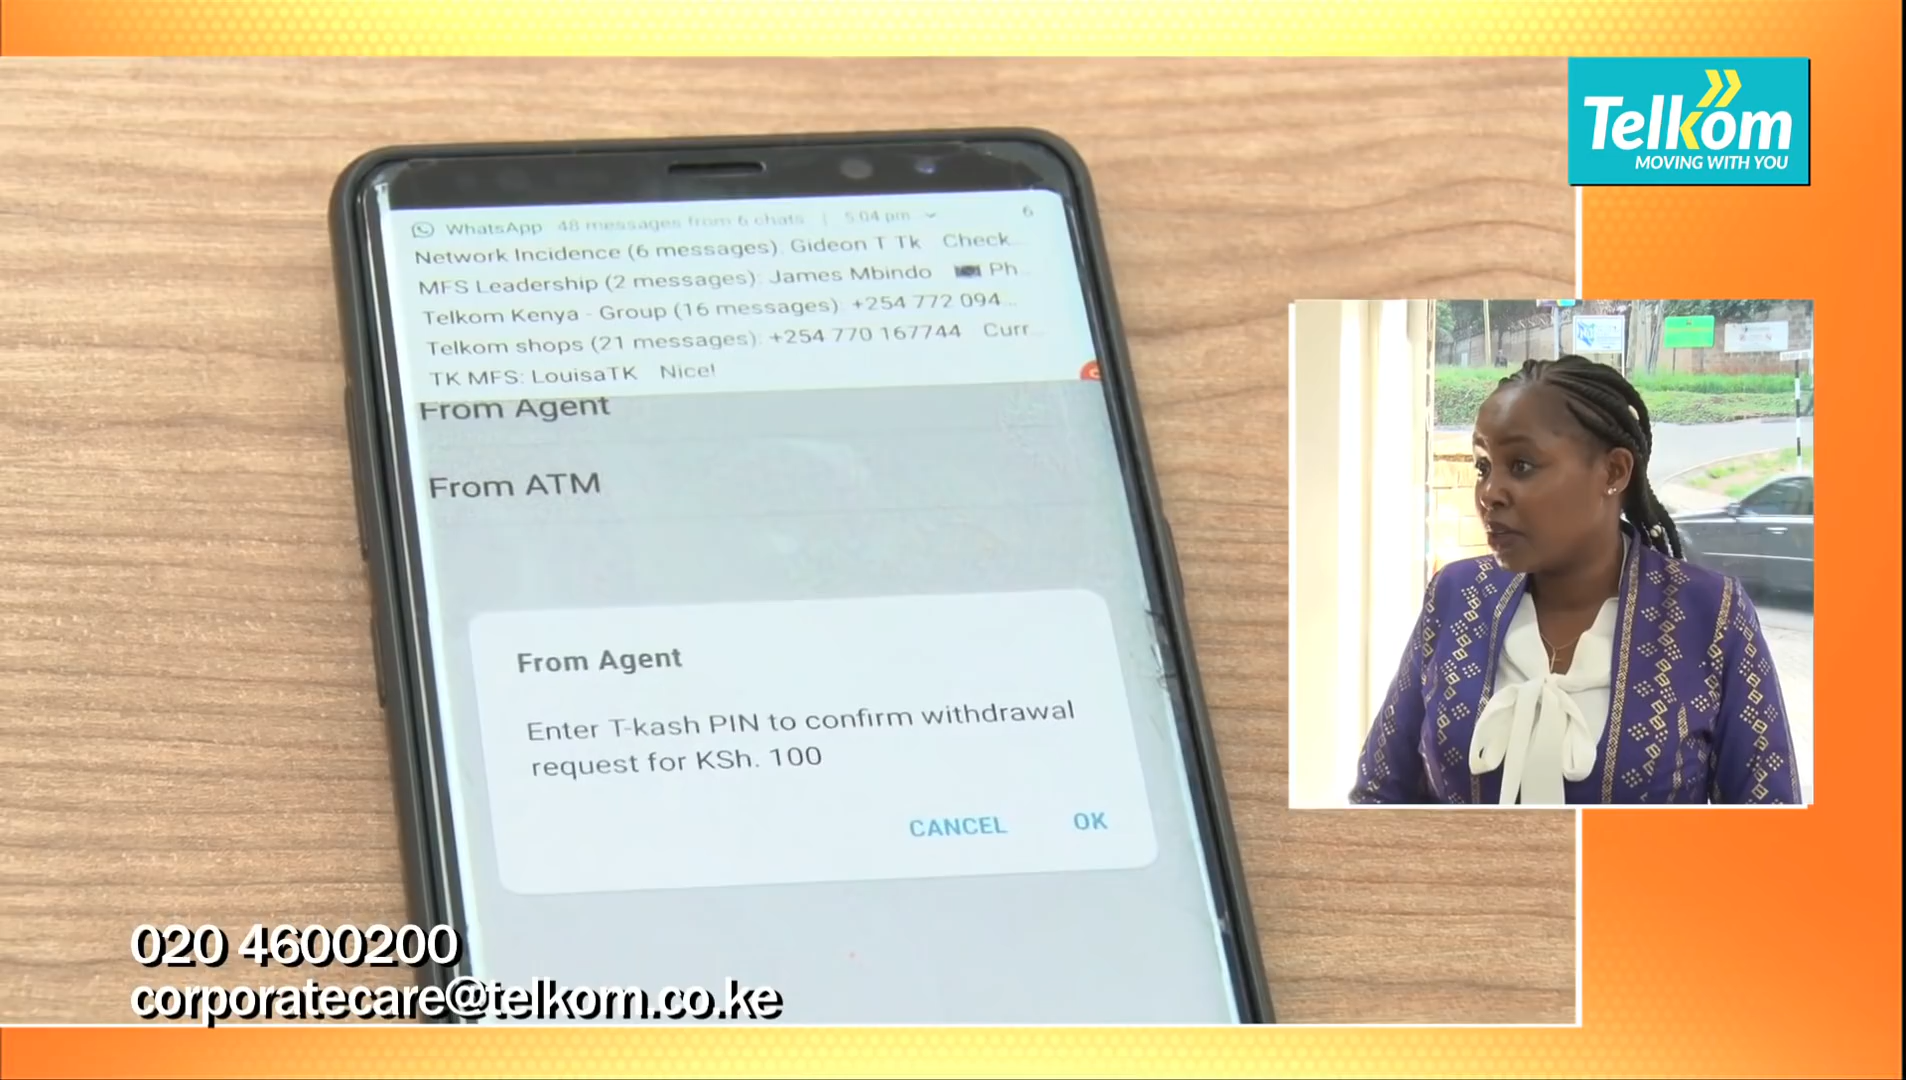 Telkom
MOVING WITH YOU
WhatsApp 48 messages from 6 chats | 5:04 pm 6
Network Incidence (6 messages): Gideon T Tk Check...
MFS Leadership (2 messages): James Mbindo Ph...
Telkom Kenya - Group (16 messages): +254 772 094...
Telkom shops (21 messages): +254 770 167744 Curr...
TK MFS: LouisaTK Nice!
From Agent
From ATM
From Agent
Enter T-kash PIN to confirm withdrawal
request for KSh. 100
CANCEL OK
020 4600200
corporatecare@telkom.co.ke